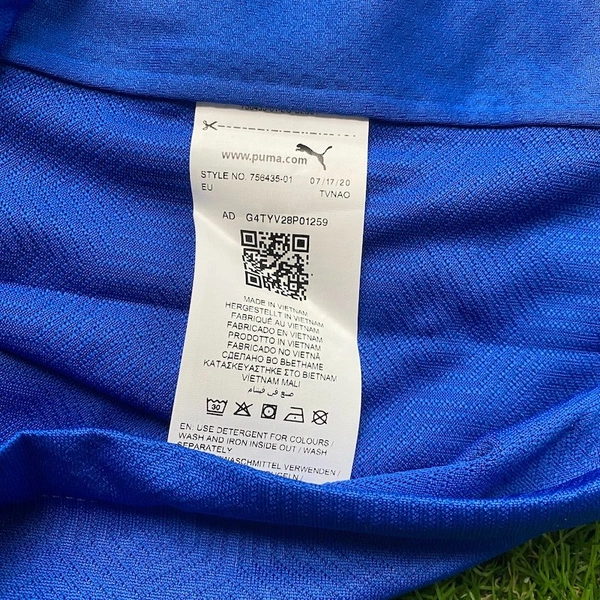 www.puma.com
STYLE NO. 756435-01 07/17/20
EU TVNAO
AD G4TYV28P01259
MADE IN VIETNAM
HERGESTELLT IN VIETNAM
FABRIQUÉ AU VIETNAM
FABRICADO EN VIETNAM
PRODOTTO IN VIETNAM
FABRICADO NO VIETNÃ
СДЕЛАНО ВО ВЬЕТНАМЕ
ΚΑΤΑΣΚΕΥΑΣΤΗΚΕ ΣΤΟ ΒΙΕΤΝΑΜ
VİETNAM MALI
صنع في فيتنام
30
EN: USE DETERGENT FOR COLOURS /
WASH AND IRON INSIDE OUT / WASH
SEPARATELY
WASCHMITTEL VERWENDEN /